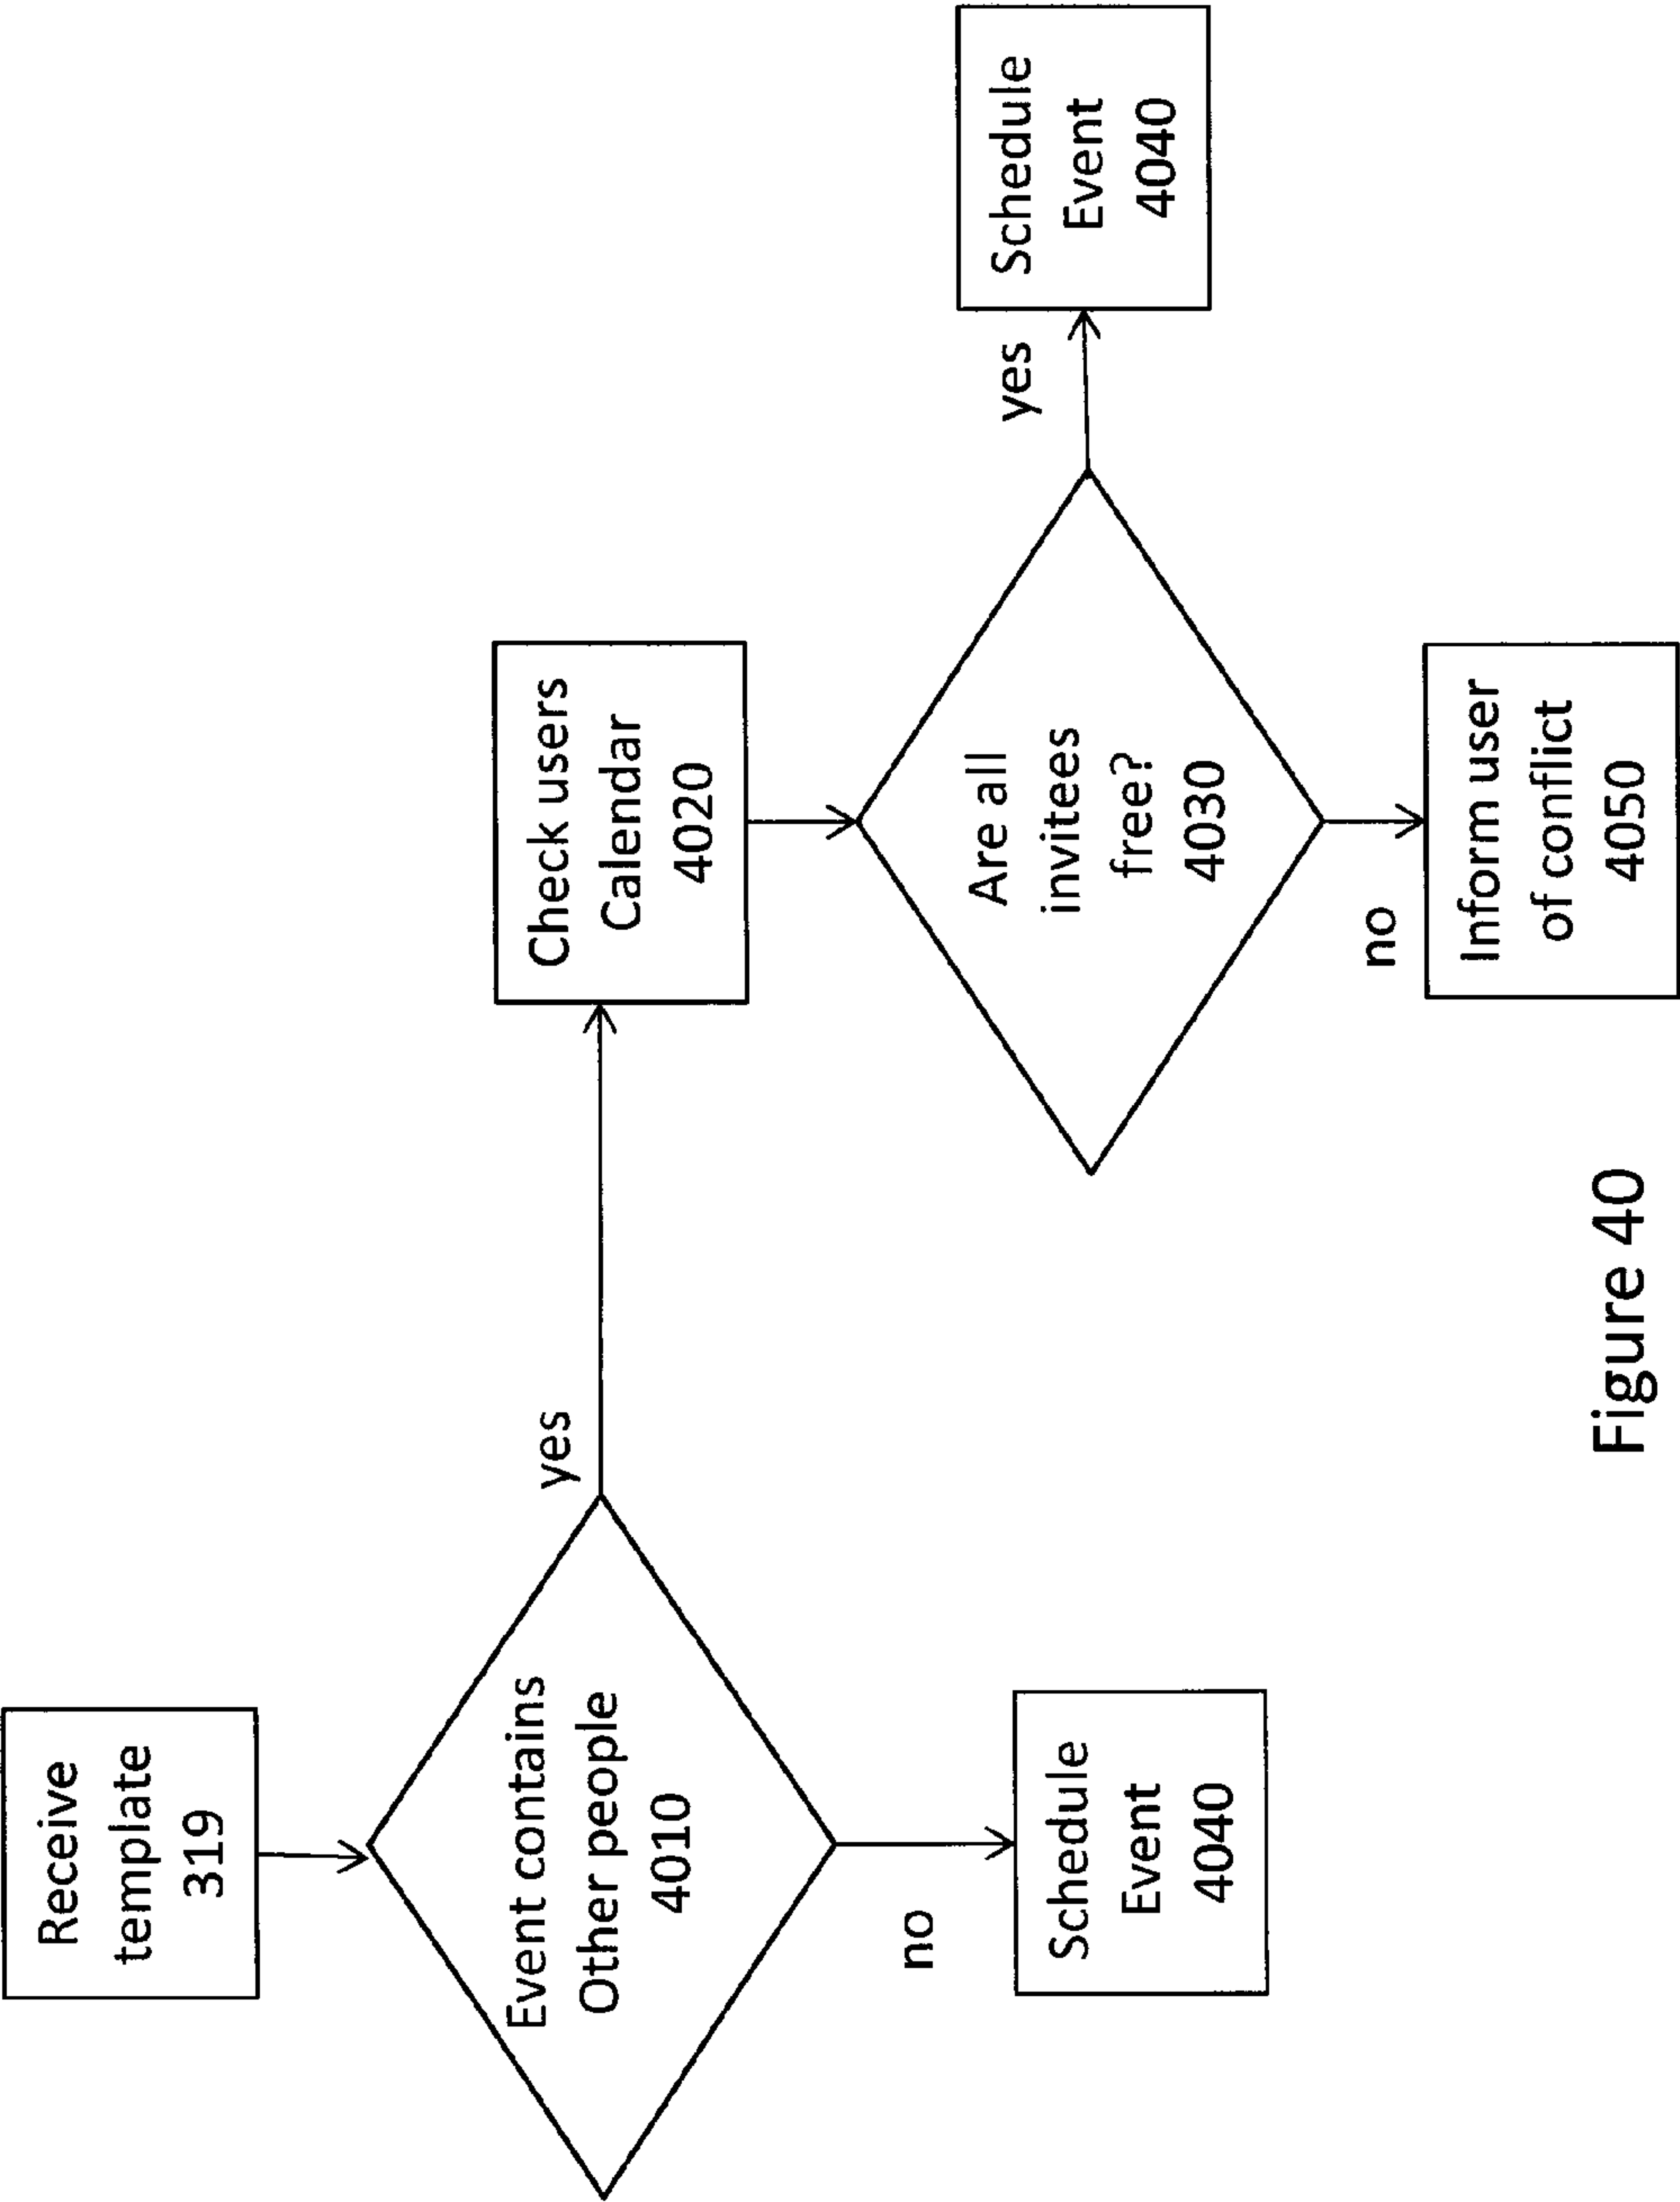 Receive
template
319
Event contains
Other people
4010
yes
no
Schedule
Event
4040
Check users
Calendar
4020
Are all
invitees
free?
4030
yes
no
Schedule
Event
4040
Inform user
of conflict
4050
Figure 40